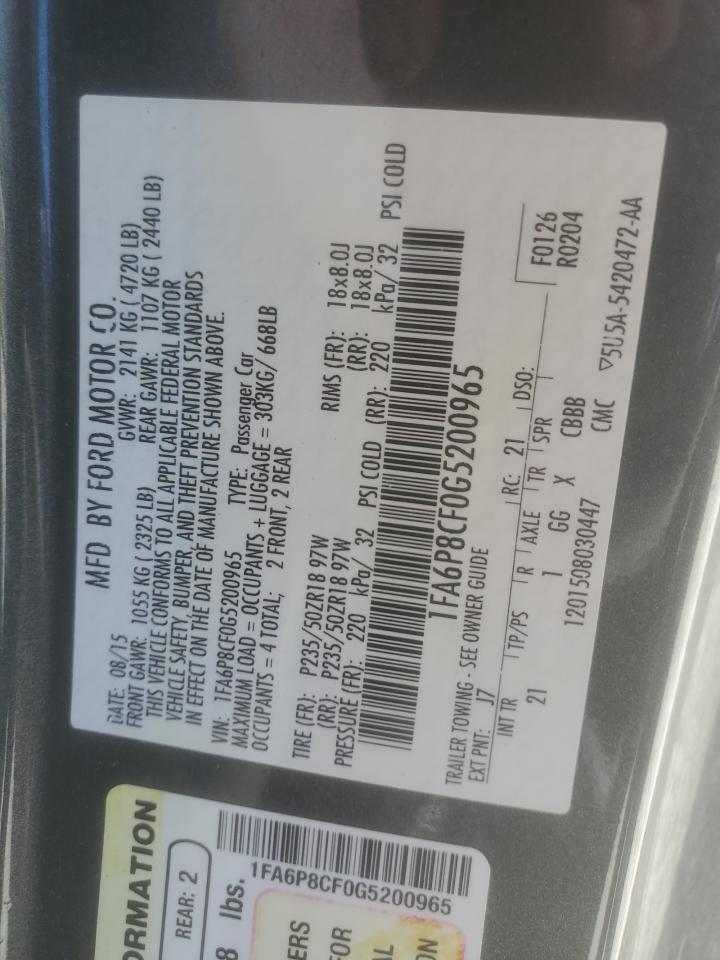 MFD BY FORD MOTOR CO.
DATE: 08/15 GVWR: 2141 KG ( 4720 LB)
FRONT GAWR: 1055 KG ( 2325 LB) REAR GAWR: 1107 KG ( 2440 LB)
THIS VEHICLE CONFORMS TO ALL APPLICABLE FEDERAL MOTOR
VEHICLE SAFETY, BUMPER, AND THEFT PREVENTION STANDARDS
IN EFFECT ON THE DATE OF MANUFACTURE SHOWN ABOVE.
VIN: 1FA6P8CF0G5200965 TYPE: Passenger Car
MAXIMUM LOAD = OCCUPANTS + LUGGAGE = 303KG/ 668LB
OCCUPANTS = 4 TOTAL; 2 FRONT, 2 REAR
TIRE (FR): P235/50ZR18 97W RIMS (FR): 18x8.0J
(RR): P235/50ZR18 97W (RR): 18x8.0J
PRESSURE (FR): 220 kPa/ 32 PSI COLD (RR): 220 kPa/ 32 PSI COLD
1FA6P8CF0G5200965
TRAILER TOWING - SEE OWNER GUIDE
EXT PNT: J7 RC: 21 DSO: F0126
INT TR TP/PS R AXLE TR SPR R0204
21 1 GG X CBBB
1201508030447 CMC ▽5U5A-5420472-AA
ORMATION
REAR: 2
8 lbs.
1FA6P8CF0G5200965
ERS
FOR
AL
ON